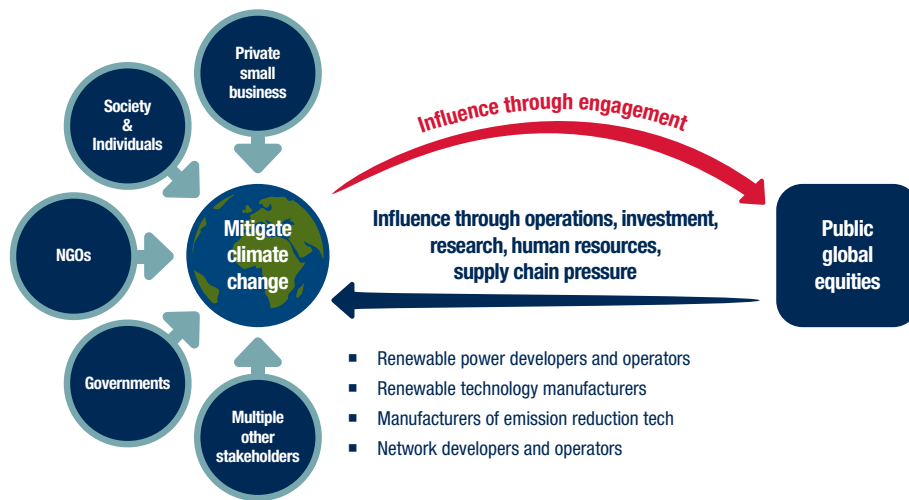 Private
small
business
Society
&
Individuals
NGOs
Governments
Multiple
other
stakeholders
Mitigate
climate
change
Influence through engagement
Influence through operations, investment,
research, human resources,
supply chain pressure
Public
global
equities
■ Renewable power developers and operators
■ Renewable technology manufacturers
■ Manufacturers of emission reduction tech
■ Network developers and operators